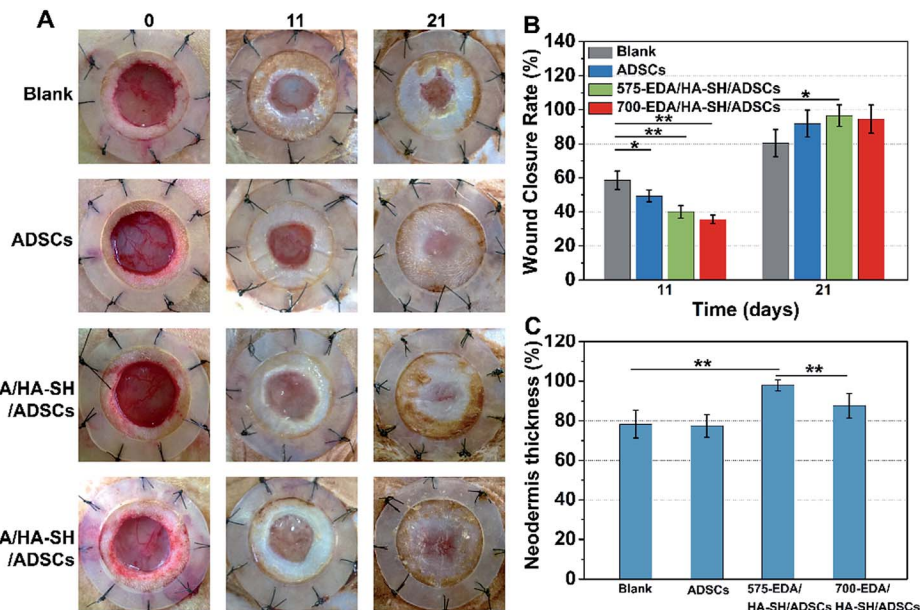 A
0
11
21
Blank
ADSCs
A/HA-SH
/ADSCs
A/HA-SH
/ADSCs
B
Wound Closure Rate (%)
140
120
100
80
60
40
20
0
Blank
ADSCs
575-EDA/HA-SH/ADSCs
700-EDA/HA-SH/ADSCs
**
**
*
*
11
21
Time (days)
C
Neodermis thickness (%)
120
100
80
60
40
20
0
**
**
Blank
ADSCs
575-EDA/
HA-SH/ADSCs
700-EDA/
HA-SH/ADSCs